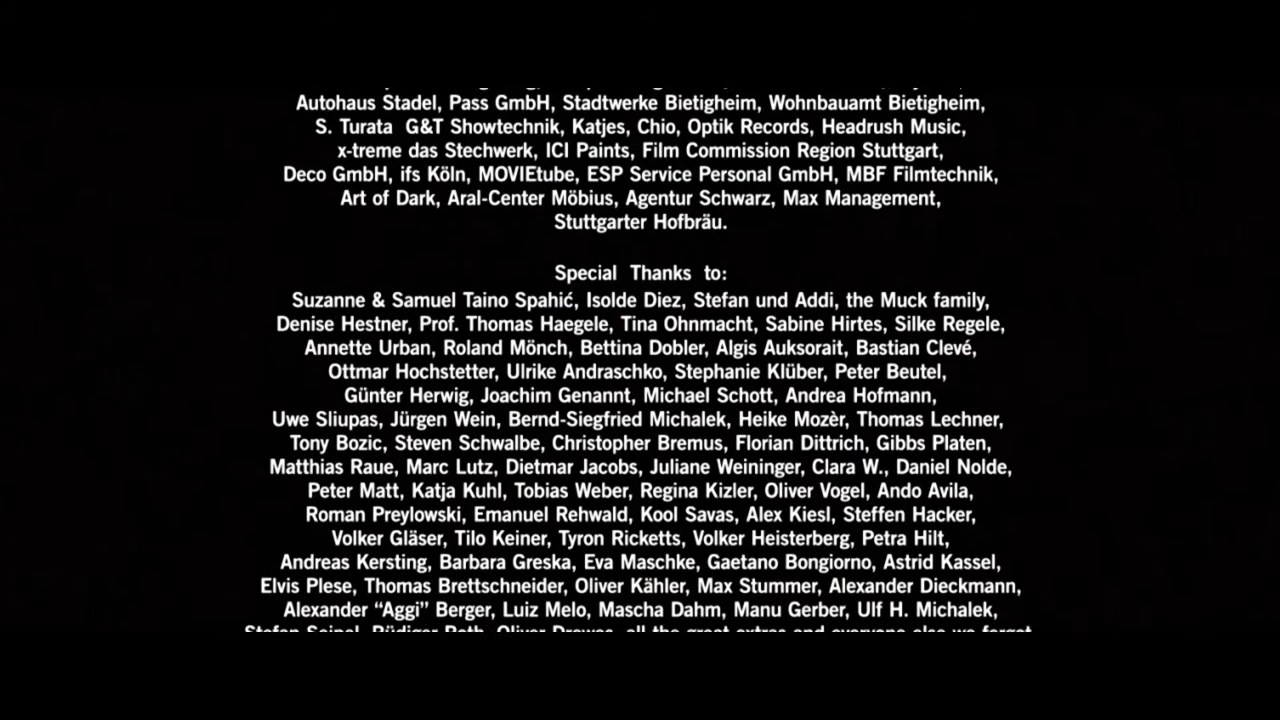 Autohaus Stadel, Pass GmbH, Stadtwerke Bietigheim, Wohnbauamt Bietigheim,
S. Turata G&T Showtechnik, Katjes, Chio, Optik Records, Headrush Music,
x-treme das Stechwerk, ICI Paints, Film Commission Region Stuttgart,
Deco GmbH, ifs Köln, MOVIEtube, ESP Service Personal GmbH, MBF Filmtechnik,
Art of Dark, Aral-Center Möbius, Agentur Schwarz, Max Management,
Stuttgarter Hofbräu.
Special Thanks to:
Suzanne & Samuel Taino Spahić, Isolde Diez, Stefan und Addi, the Muck family,
Denise Hestner, Prof. Thomas Haegele, Tina Ohnmacht, Sabine Hirtes, Silke Regele,
Annette Urban, Roland Mönch, Bettina Dobler, Algis Auksorait, Bastian Clevé,
Ottmar Hochstetter, Ulrike Andraschko, Stephanie Klüber, Peter Beutel,
Günter Herwig, Joachim Genannt, Michael Schott, Andrea Hofmann,
Uwe Sliupas, Jürgen Wein, Bernd-Siegfried Michalek, Heike Mozèr, Thomas Lechner,
Tony Bozic, Steven Schwalbe, Christopher Bremus, Florian Dittrich, Gibbs Platen,
Matthias Raue, Marc Lutz, Dietmar Jacobs, Juliane Weininger, Clara W., Daniel Nolde,
Peter Matt, Katja Kuhl, Tobias Weber, Regina Kizler, Oliver Vogel, Ando Avila,
Roman Preylowski, Emanuel Rehwald, Kool Savas, Alex Kiesl, Steffen Hacker,
Volker Gläser, Tilo Keiner, Tyron Ricketts, Volker Heisterberg, Petra Hilt,
Andreas Kersting, Barbara Greska, Eva Maschke, Gaetano Bongiorno, Astrid Kassel,
Elvis Plese, Thomas Brettschneider, Oliver Kähler, Max Stummer, Alexander Dieckmann,
Alexander “Aggi” Berger, Luiz Melo, Mascha Dahm, Manu Gerber, Ulf H. Michalek,
all the great extras and everyone else we forgot